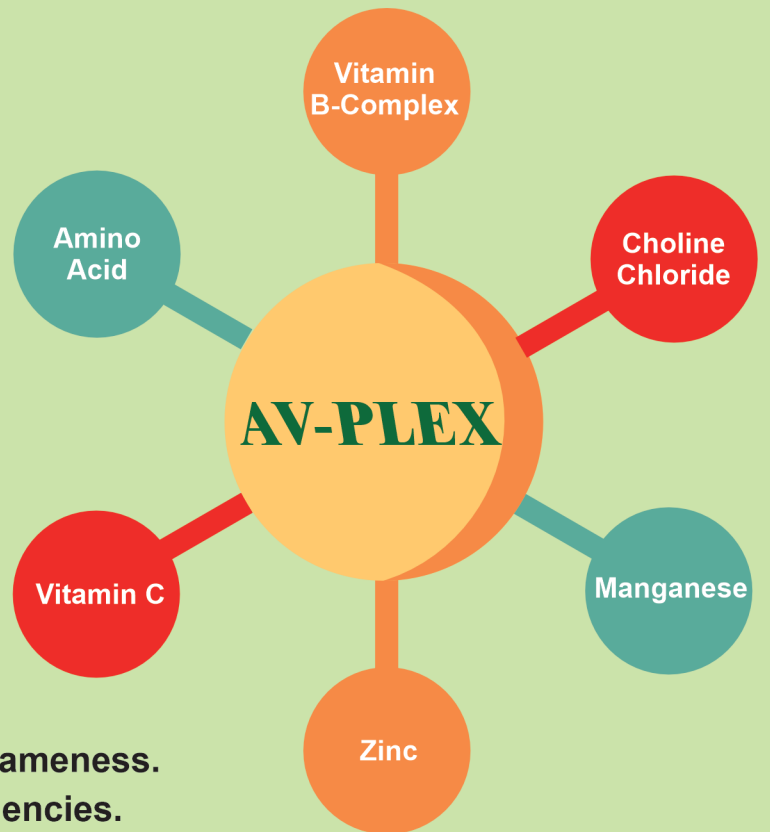 Vitamin
B-Complex
Amino
Acid
Choline
Chloride
AV-PLEX
Vitamin C
Manganese
Zinc
ameness.
encies.